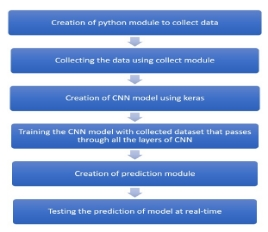 Creation of python module to collect data
Collecting the data using collect module
Creation of CNN model using keras
Training the CNN model with collected dataset that passes
through all the layers of CNN
Creation of prediction module
Testing the prediction of model at real-time